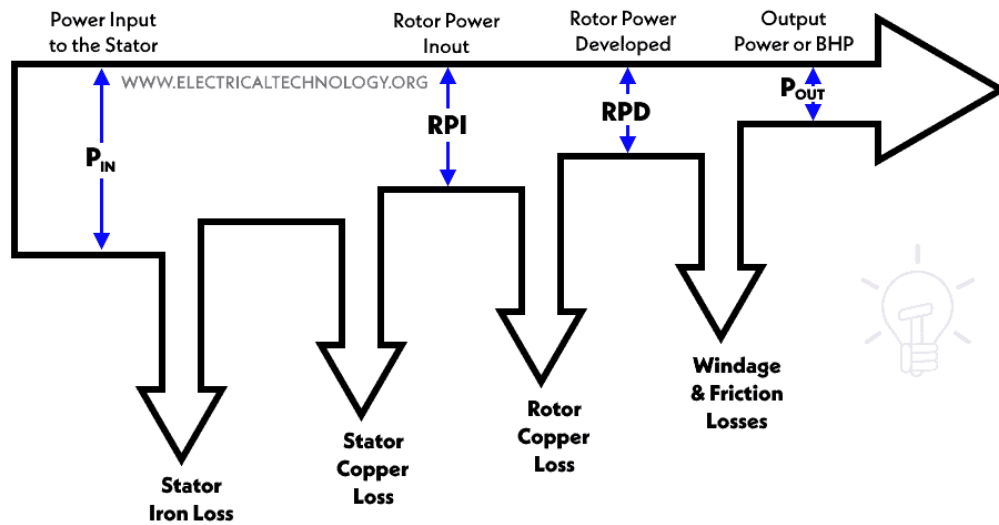 Power Input
to the Stator
Rotor Power
Inout
Rotor Power
Developed
Output
Power or BHP
WWW.ELECTRICALTECHNOLOGY.ORG
PIN
RPI
RPD
POUT
Stator
Iron Loss
Stator
Copper
Loss
Rotor
Copper
Loss
Windage
& Friction
Losses